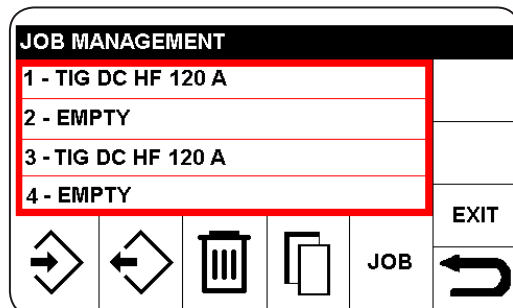 JOB MANAGEMENT
1 - TIG DC HF 120 A
2 - EMPTY
3 - TIG DC HF 120 A
4 - EMPTY
EXIT
JOB